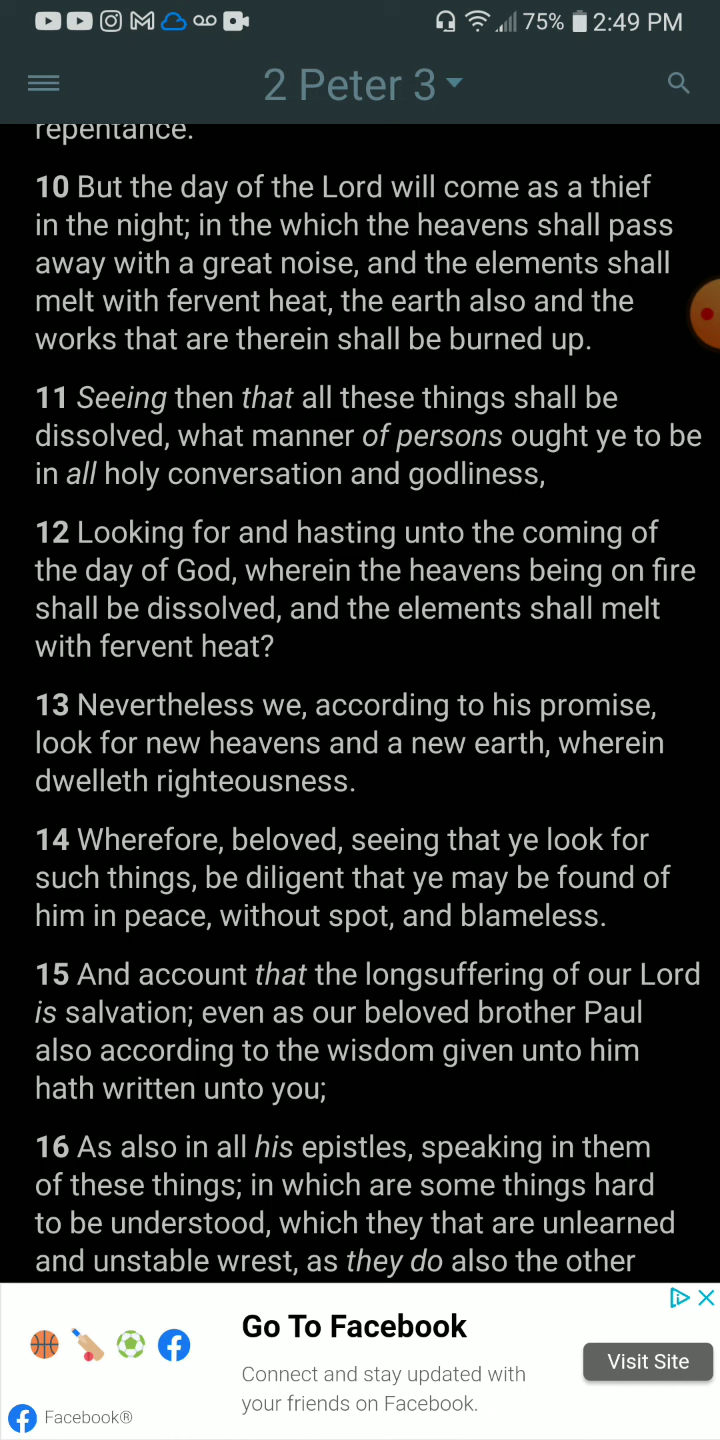 75% 2:49 PM
2 Peter 3
repentance.
10 But the day of the Lord will come as a thief
in the night; in the which the heavens shall pass
away with a great noise, and the elements shall
melt with fervent heat, the earth also and the
works that are therein shall be burned up.
11 Seeing then that all these things shall be
dissolved, what manner of persons ought ye to be
in all holy conversation and godliness,
12 Looking for and hasting unto the coming of
the day of God, wherein the heavens being on fire
shall be dissolved, and the elements shall melt
with fervent heat?
13 Nevertheless we, according to his promise,
look for new heavens and a new earth, wherein
dwelleth righteousness.
14 Wherefore, beloved, seeing that ye look for
such things, be diligent that ye may be found of
him in peace, without spot, and blameless.
15 And account that the longsuffering of our Lord
is salvation; even as our beloved brother Paul
also according to the wisdom given unto him
hath written unto you;
16 As also in all his epistles, speaking in them
of these things; in which are some things hard
to be understood, which they that are unlearned
and unstable wrest, as they do also the other
Go To Facebook
Connect and stay updated with
your friends on Facebook.
Visit Site
Facebook®